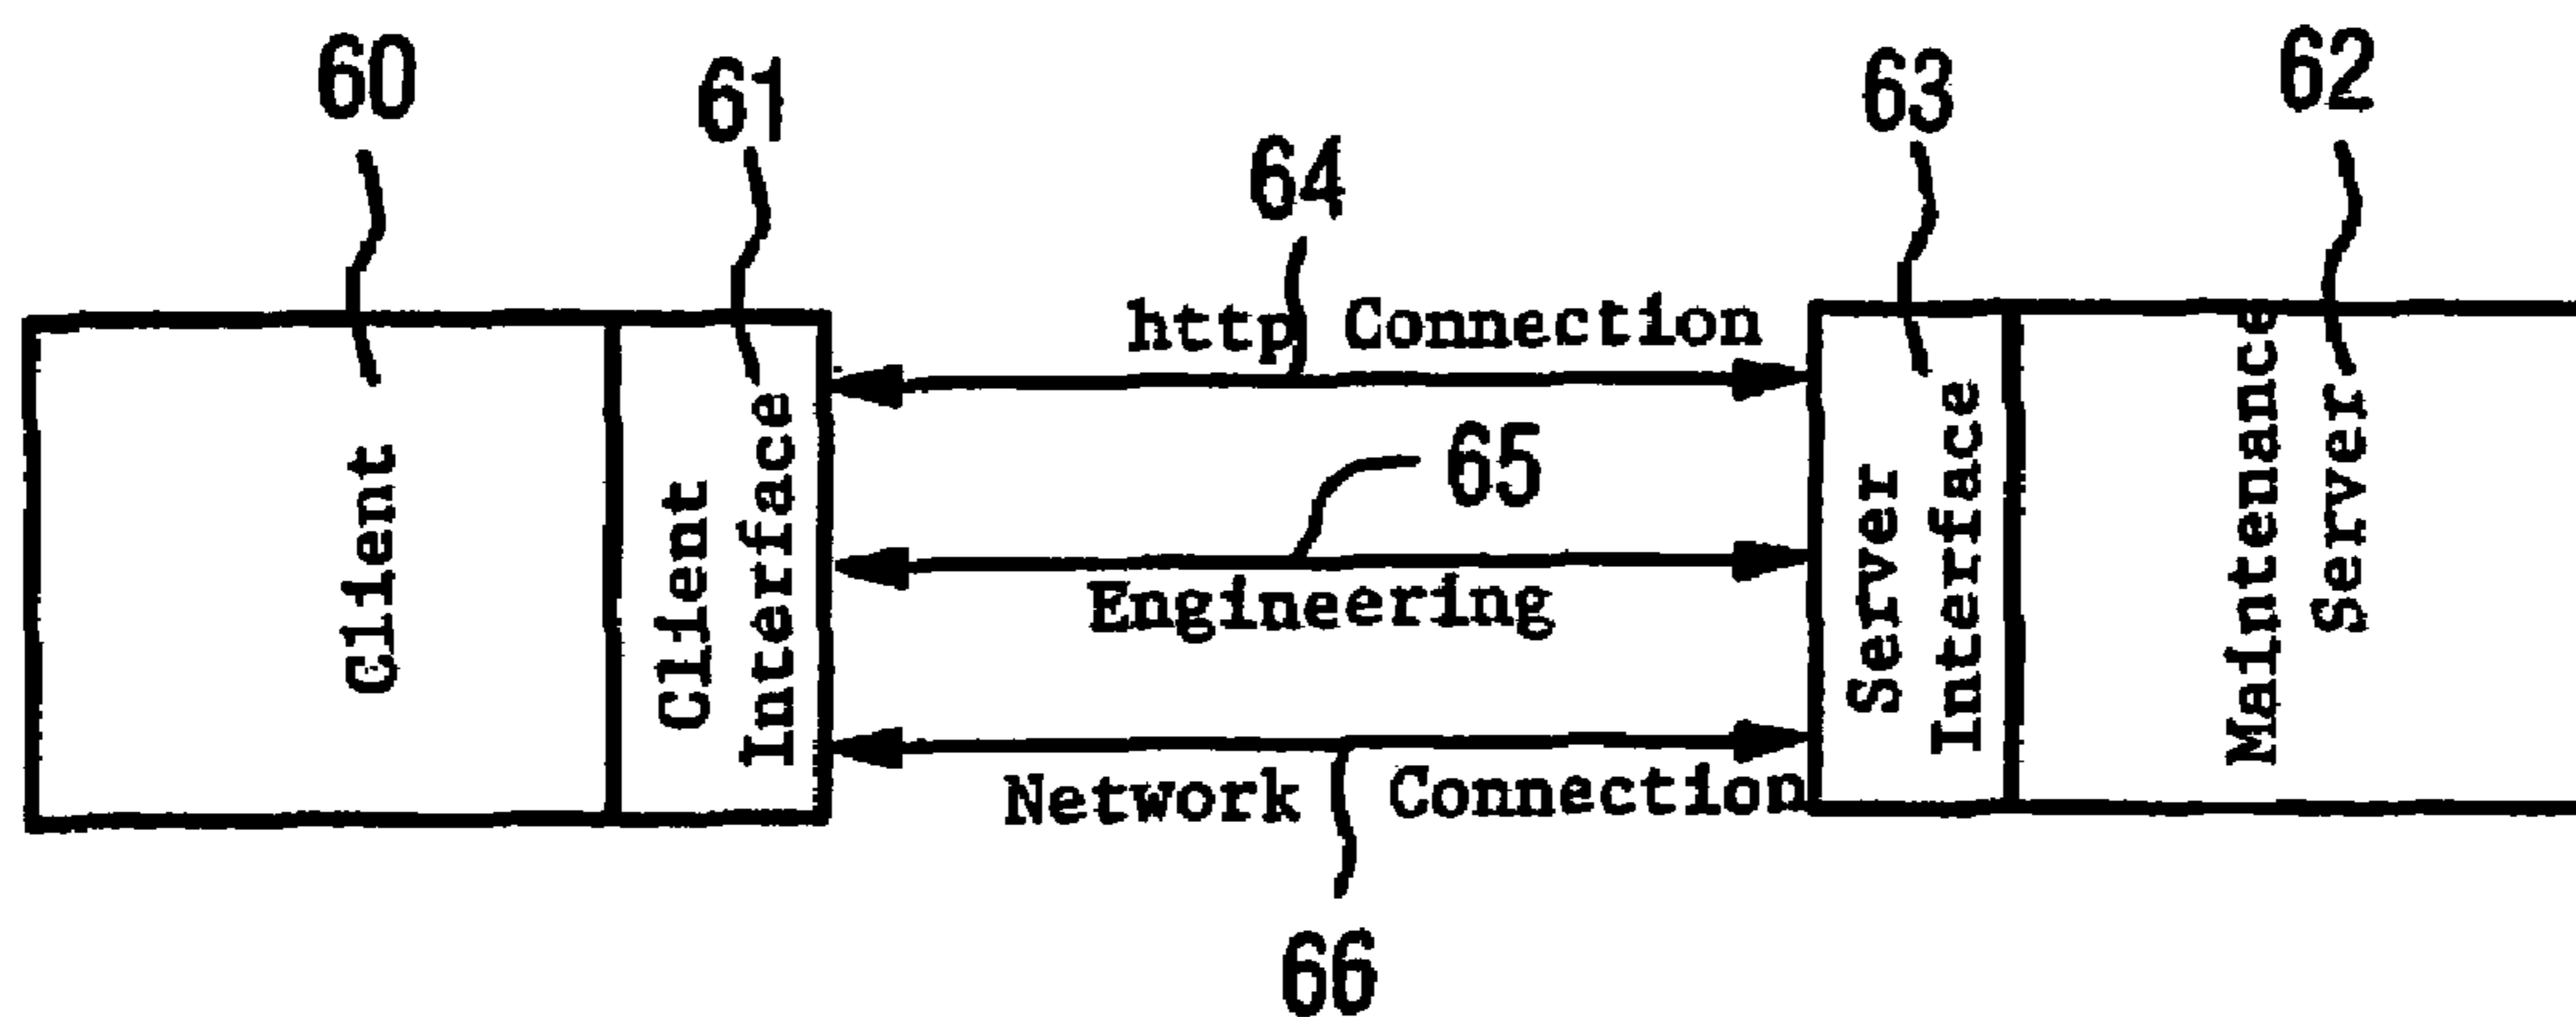 60
61
63
62
64
http Connection
65
Engineering
Network Connection
66
Client
Client
Interface
Server
Interface
Maintenance
Server